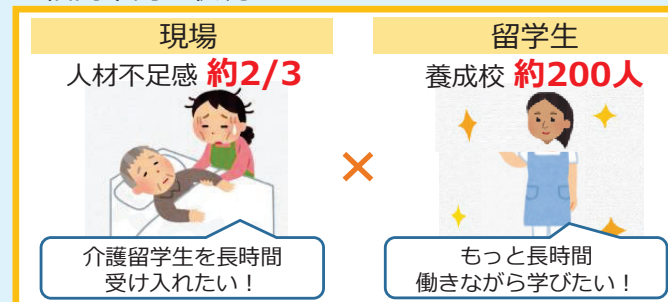 現場
人材不足感 約2/3
介護留学生を長時間
受け入れたい！
×
留学生
養成校 約200人
もっと長時間
働きながら学びたい！